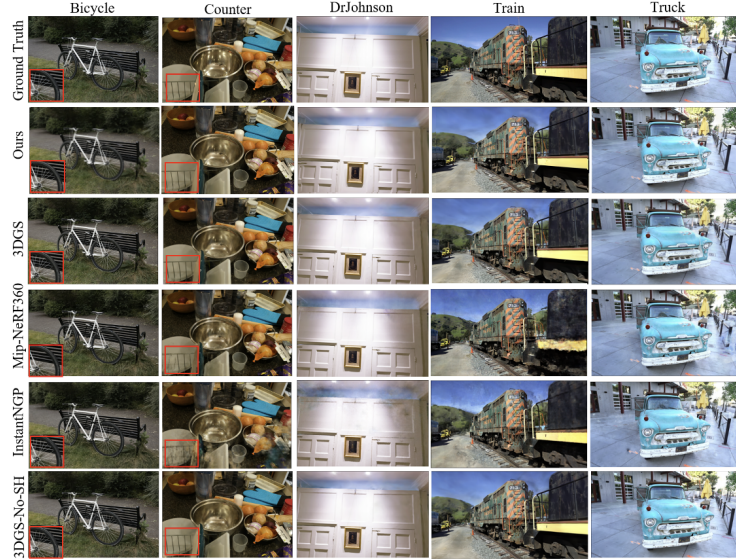 Bicycle Counter DrJohnson Train Truck
Ground Truth
Ours
3DGS
Mip-NeRF360
InstantNGP
3DGS-No-SH